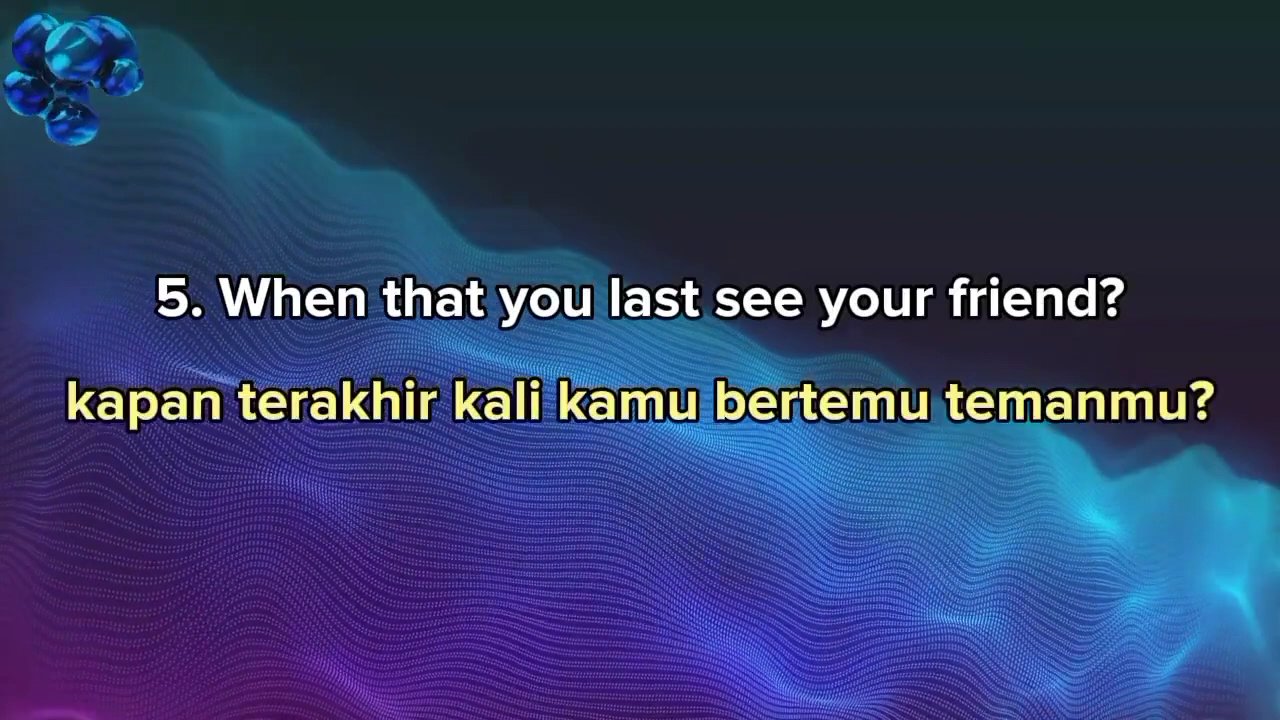 5. When that you last see your friend?
kapan terakhir kali kamu bertemu temanmu?